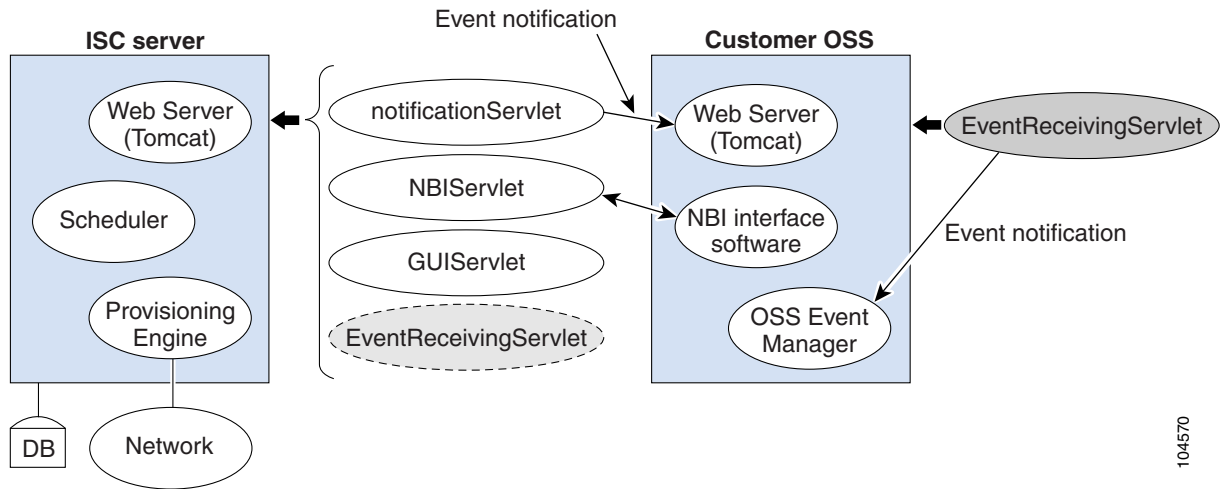 Event notification
ISC server
Customer OSS
Web Server
(Tomcat)
notificationServlet
Web Server
(Tomcat)
EventReceivingServlet
Scheduler
NBIServlet
NBI interface
software
Event notification
GUIServlet
Provisioning
Engine
EventReceivingServlet
OSS Event
Manager
DB
Network
104570